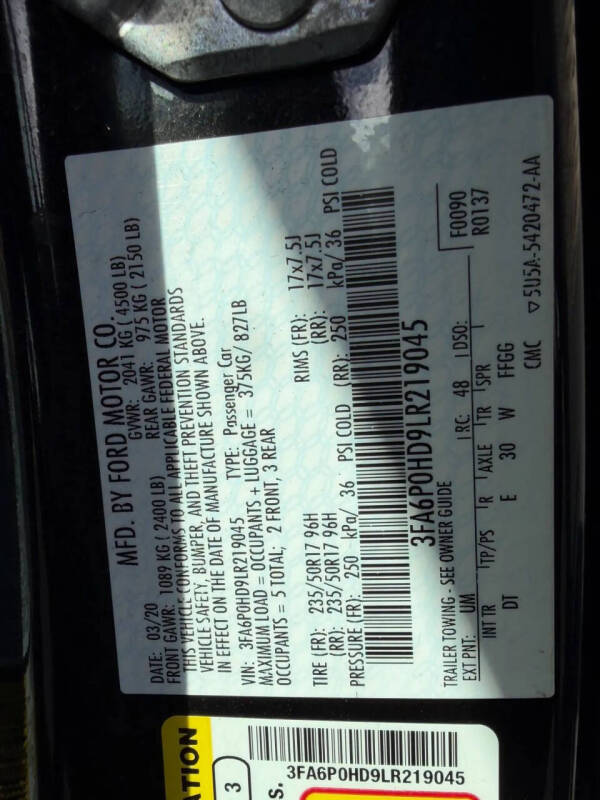 MFD. BY FORD MOTOR CO.
DATE: 03/20 GVWR: 2041 KG ( 4500 LB)
FRONT GAWR: 1089 KG ( 2400 LB) REAR GAWR: 975 KG ( 2150 LB)
THIS VEHICLE CONFORMS TO ALL APPLICABLE FEDERAL MOTOR
VEHICLE SAFETY, BUMPER, AND THEFT PREVENTION STANDARDS
IN EFFECT ON THE DATE OF MANUFACTURE SHOWN ABOVE.
VIN: 3FA6P0HD9LR219045 TYPE: Passenger Car
MAXIMUM LOAD = OCCUPANTS + LUGGAGE = 375KG/ 827LB
OCCUPANTS = 5 TOTAL; 2 FRONT, 3 REAR
TIRE (FR): 235/50R17 96H RIMS (FR): 17x7.5J
(RR): 235/50R17 96H (RR): 17x7.5J
PRESSURE (FR): 250 kPa/ 36 PSI COLD (RR): 250 kPa/ 36 PSI COLD
3FA6P0HD9LR219045
TRAILER TOWING - SEE OWNER GUIDE F0090
EXT PNT: UM RC: 48 DSO: R0137
INT TR TP/PS R AXLE TR SPR
DT E 30 W FFGG
CMC ▽5U5A-5420472-AA
3FA6P0HD9LR219045
3